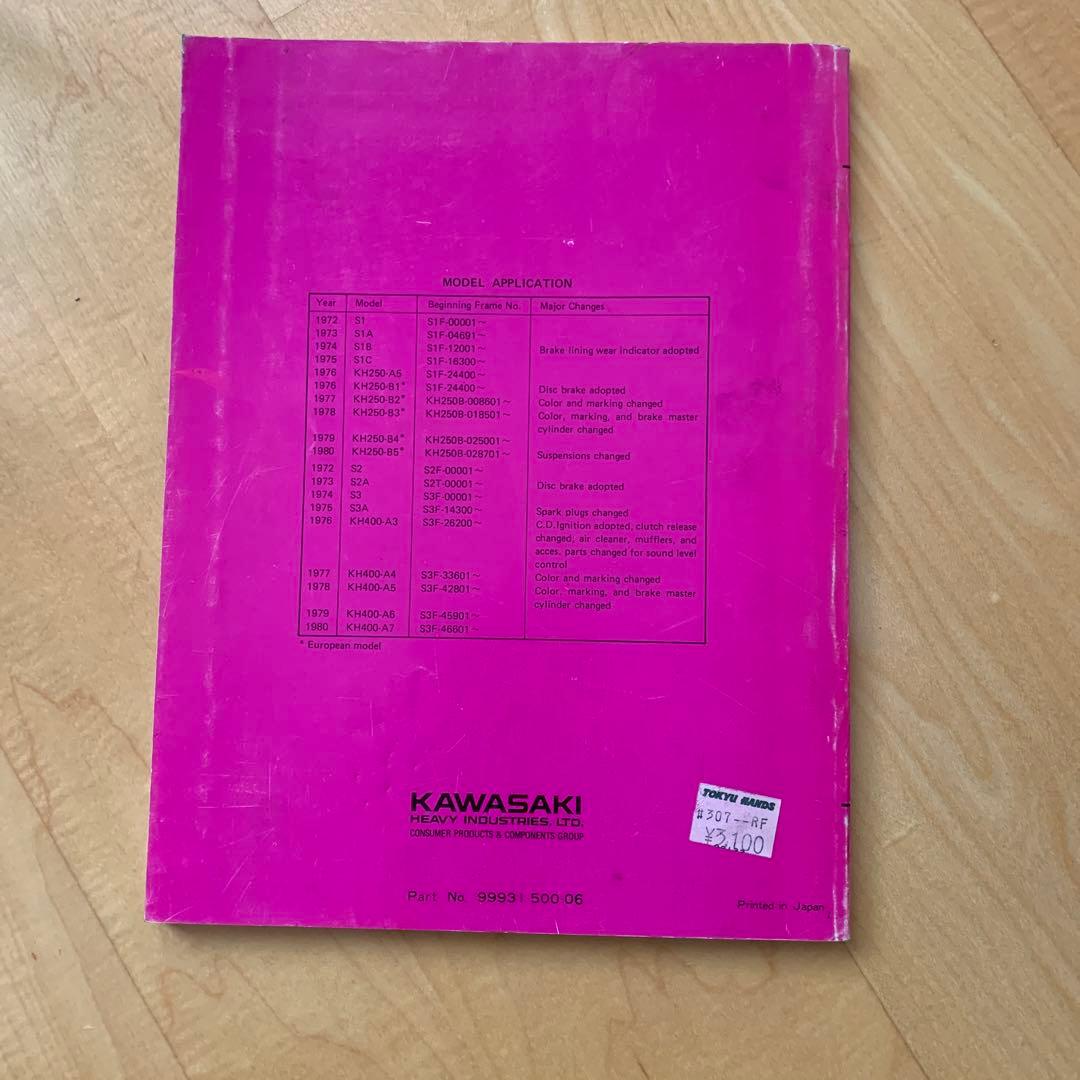 MODEL APPLICATION
Year Model Beginning Frame No. Major Changes
1972 S1 S1F-00001~
1973 S1A S1F-04691~
1974 S1B S1F-12001~ Brake lining wear indicator adopted
1975 S1C S1F-16300~
1976 KH250-A5 S1F-24400~
1976 KH250-B1* S1F-24400~ Disc brake adopted
1977 KH250-B2* KH250B-008601~ Color and marking changed
1978 KH250-B3* KH250B-018501~ Color, marking, and brake master
cylinder changed
1979 KH250-B4* KH250B-025001~
1980 KH250-B5* KH250B-028701~ Suspensions changed
1972 S2 S2F-00001~
1973 S2A S2T-00001~ Disc brake adopted
1974 S3 S3F-00001~
1975 S3A S3F-14300~ Spark plugs changed
1976 KH400-A3 S3F-26200~ C.D.Ignition adopted, clutch release
changed, air cleaner, mufflers, and
acces. parts changed for sound level
control
1977 KH400-A4 S3F-33601~ Color and marking changed
1978 KH400-A5 S3F-42801~ Color, marking, and brake master
cylinder changed
1979 KH400-A6 S3F-45901~
1980 KH400-A7 S3F-46601~
* European model
KAWASAKI
HEAVY INDUSTRIES, LTD.
CONSUMER PRODUCTS & COMPONENTS GROUP
TOKYU HANDS
#307--RF
¥3,100
Part No. 99931 500-06
Printed in Japan